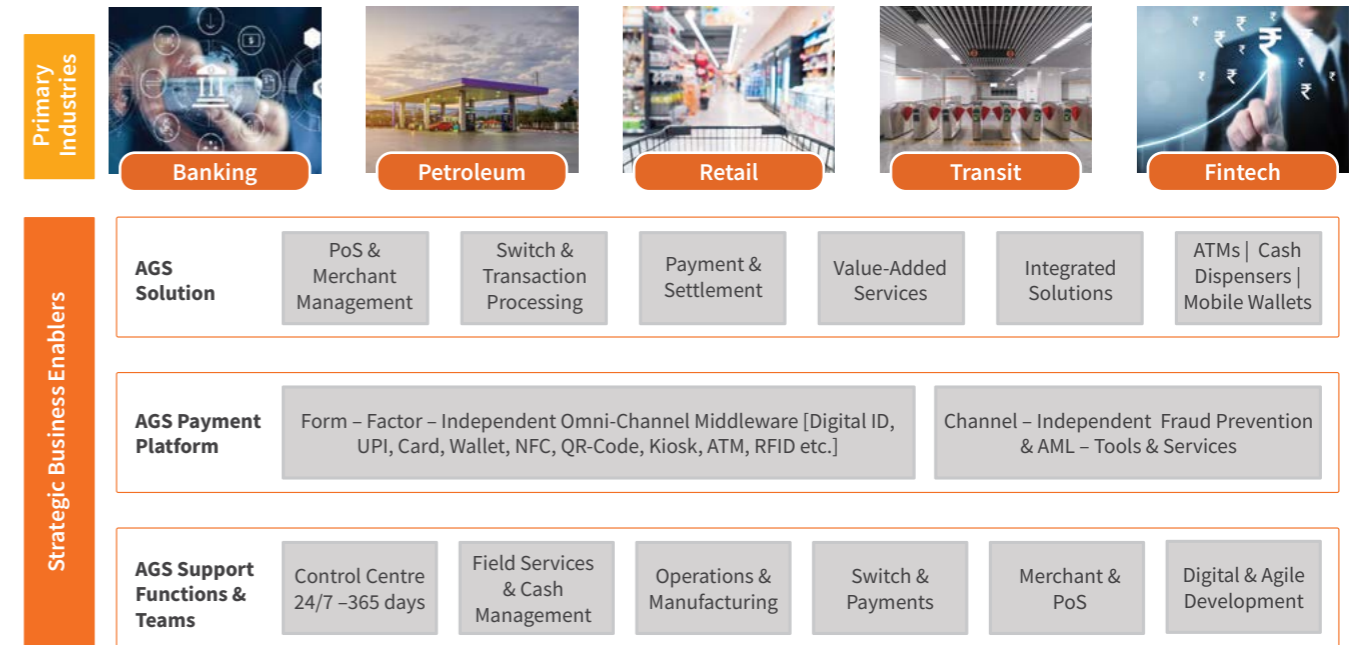 Primary
Industries
Banking
Petroleum
Retail
Transit
Fintech
Strategic Business Enablers
AGS
Solution
PoS &
Merchant
Management
Switch &
Transaction
Processing
Payment &
Settlement
Value-Added
Services
Integrated
Solutions
ATMs | Cash
Dispensers |
Mobile Wallets
AGS Payment
Platform
Form – Factor – Independent Omni-Channel Middleware [Digital ID,
UPI, Card, Wallet, NFC, QR-Code, Kiosk, ATM, RFID etc.]
Channel – Independent Fraud Prevention
& AML – Tools & Services
AGS Support
Functions &
Teams
Control Centre
24/7 –365 days
Field Services
& Cash
Management
Operations &
Manufacturing
Switch &
Payments
Merchant &
PoS
Digital & Agile
Development